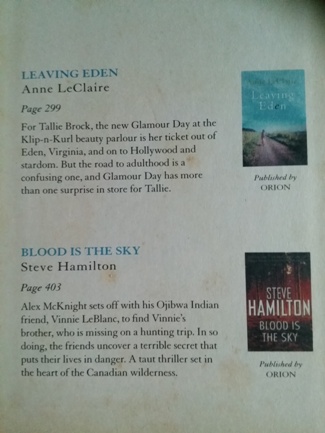 LEAVING EDEN
Anne LeClaire
Page 299
For Tallie Brock, the new Glamour Day at the
Klip-n-Kurl beauty parlour is her ticket out of
Eden, Virginia, and on to Hollywood and
stardom. But the road to adulthood is a
confusing one, and Glamour Day has more
than one surprise in store for Tallie.
Leaving
Eden
Published by
ORION
BLOOD IS THE SKY
Steve Hamilton
Page 403
Alex McKnight sets off with his Ojibwa Indian
friend, Vinnie LeBlanc, to find Vinnie's
brother, who is missing on a hunting trip. In so
doing, the friends uncover a terrible secret that
puts their lives in danger. A taut thriller set in
the heart of the Canadian wilderness.
STEVE
HAMILTON
BLOOD IS
THE SKY
Published by
ORION